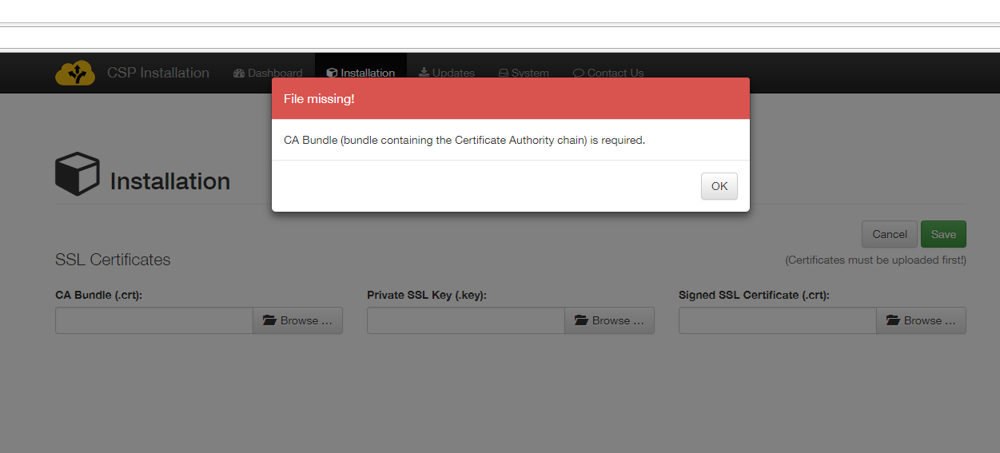 CSP Installation Dashboard Installation Updates System Contact Us
File missing!
CA Bundle (bundle containing the Certificate Authority chain) is required.
OK
Installation
Cancel Save
SSL Certificates (Certificates must be uploaded first!)
CA Bundle (.crt): Private SSL Key (.key): Signed SSL Certificate (.crt):
Browse ... Browse ... Browse ...